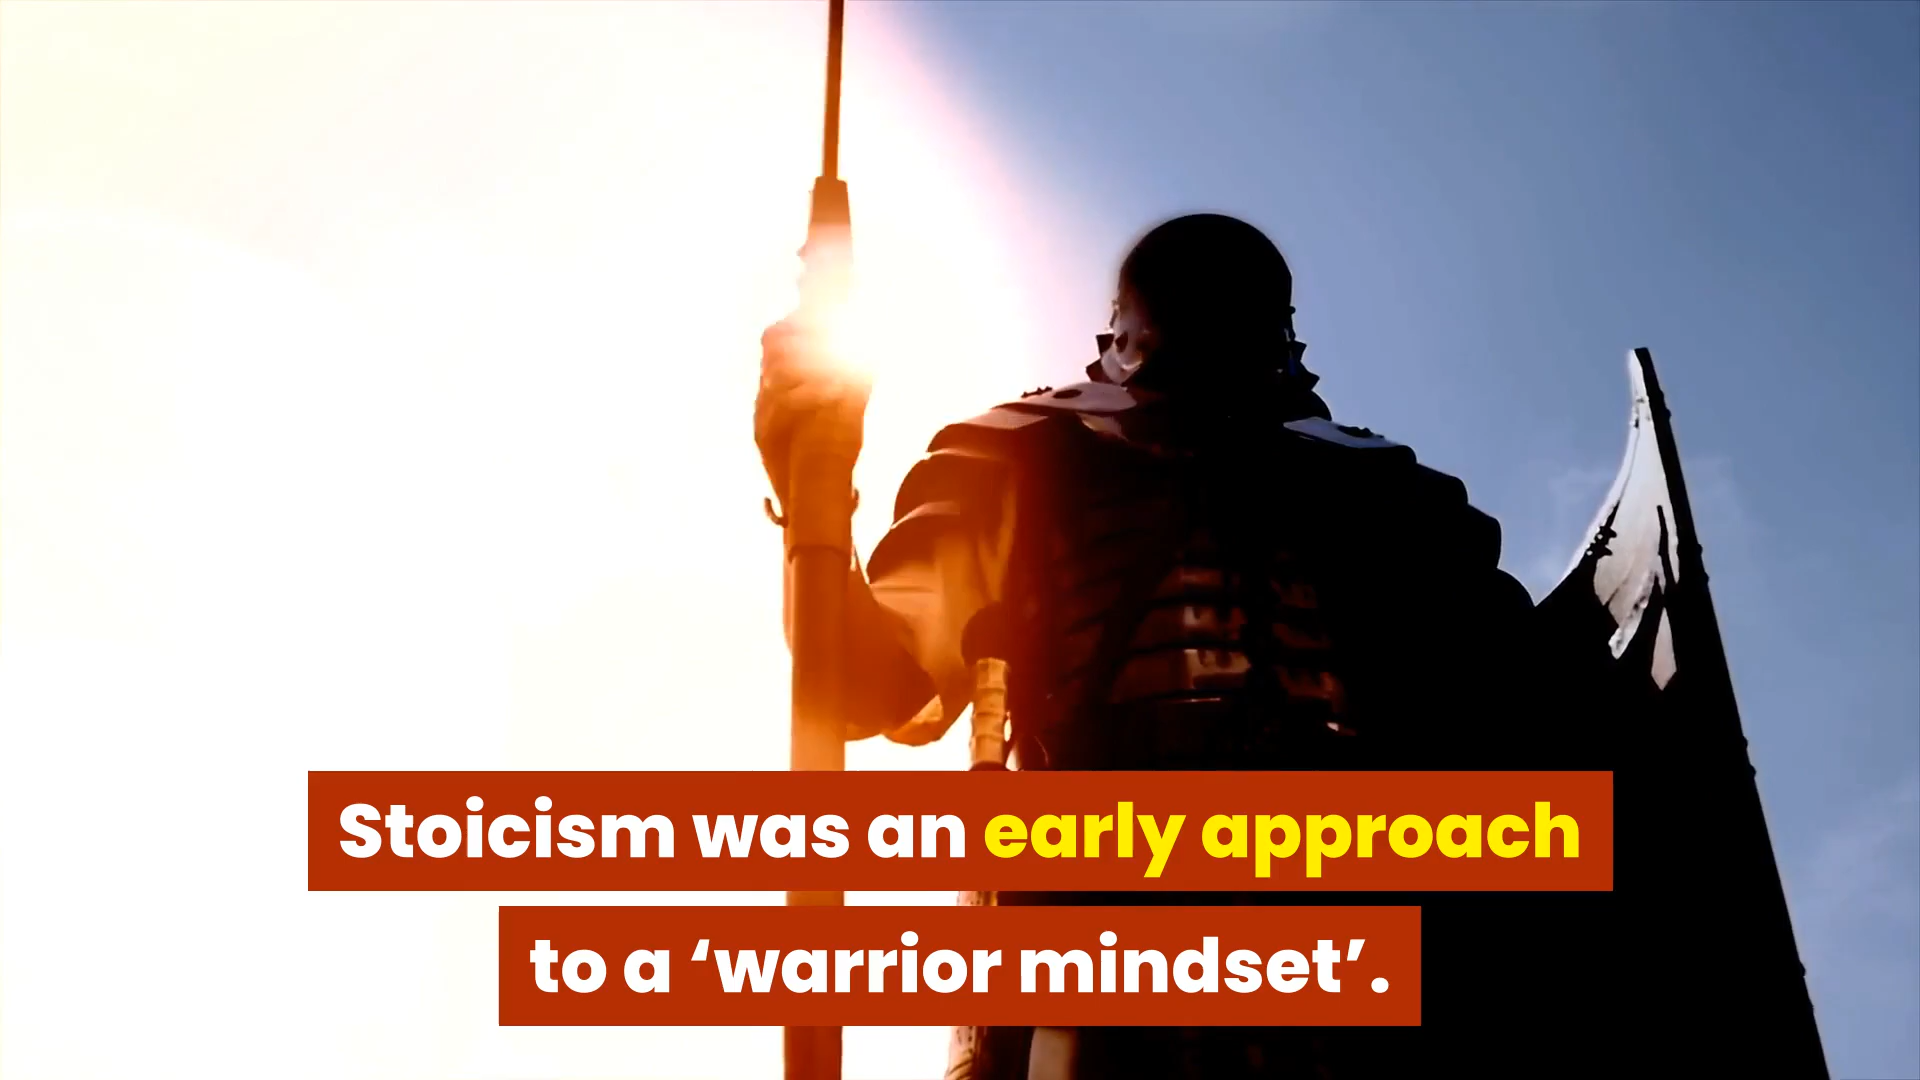 Stoicism was an early approach
to a ‘warrior mindset’.